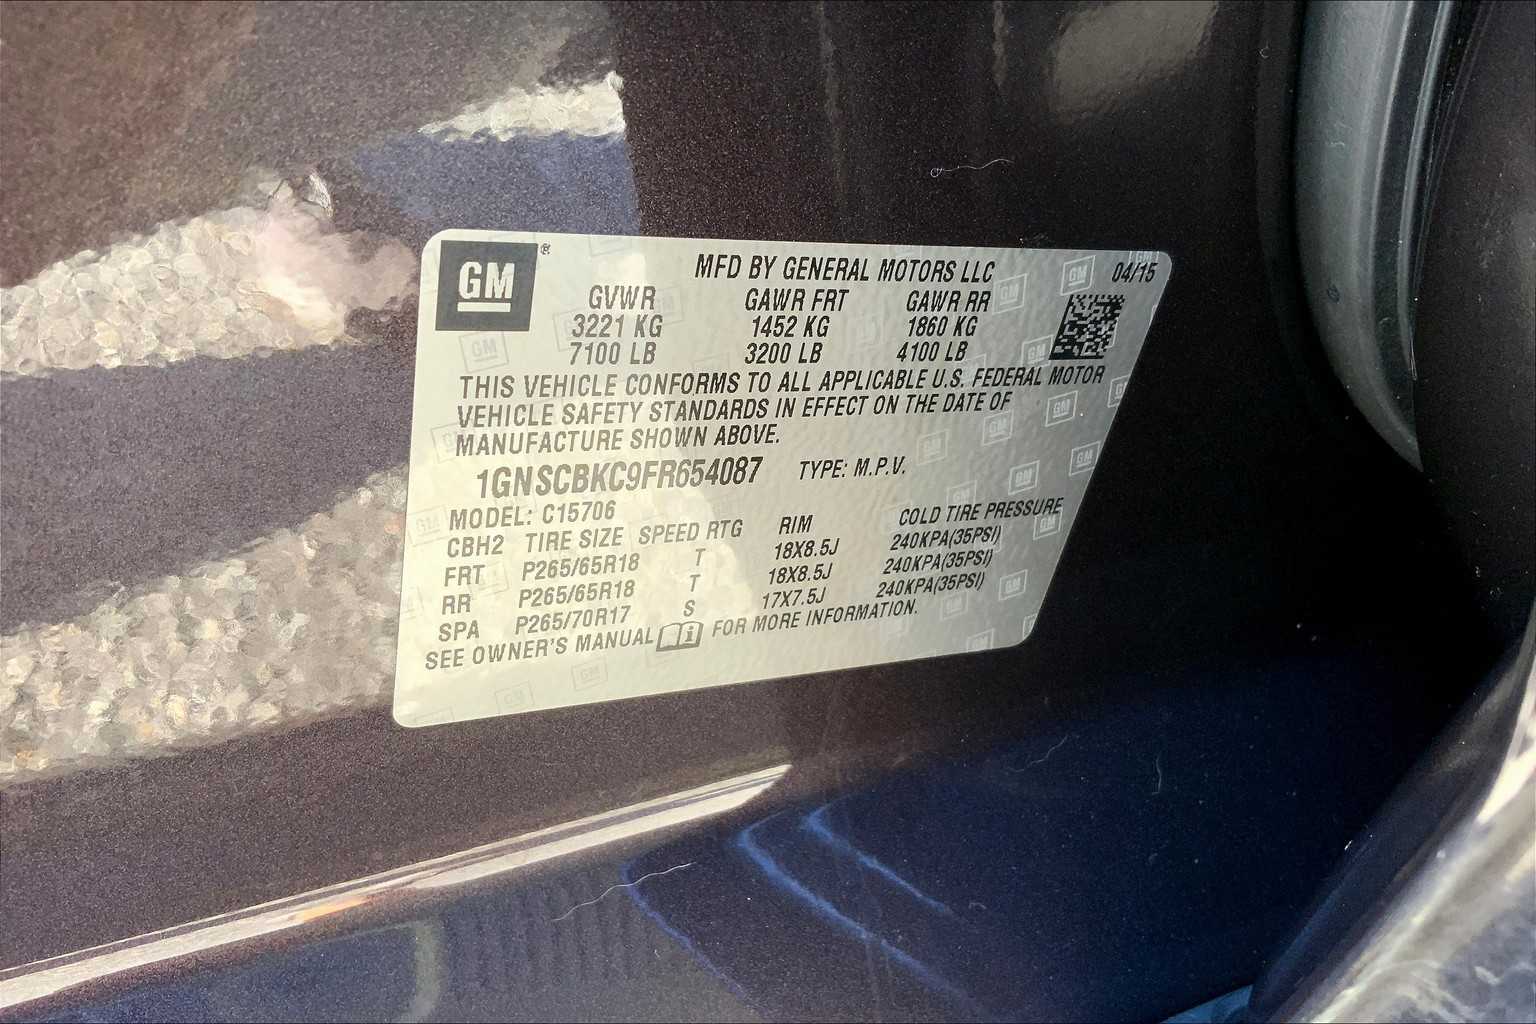 GM ®
MFD BY GENERAL MOTORS LLC 04/15
GVWR GAWR FRT GAWR RR
3221 KG 1452 KG 1860 KG
7100 LB 3200 LB 4100 LB
THIS VEHICLE CONFORMS TO ALL APPLICABLE U.S. FEDERAL MOTOR
VEHICLE SAFETY STANDARDS IN EFFECT ON THE DATE OF
MANUFACTURE SHOWN ABOVE.
1GNSCBKC9FR654087 TYPE: M.P.V.
MODEL: C15706
CBH2 TIRE SIZE SPEED RTG RIM COLD TIRE PRESSURE
FRT P265/65R18 T 18X8.5J 240KPA(35PSI)
RR P265/65R18 T 18X8.5J 240KPA(35PSI)
SPA P265/70R17 S 17X7.5J 240KPA(35PSI)
SEE OWNER'S MANUAL FOR MORE INFORMATION.